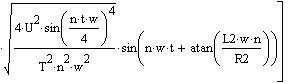 ·√((4·U²·sin((n·t·w)/4)⁴)/(T²·n²·w²))·sin(n·w·t + atan((L2·w·n)/R2))]